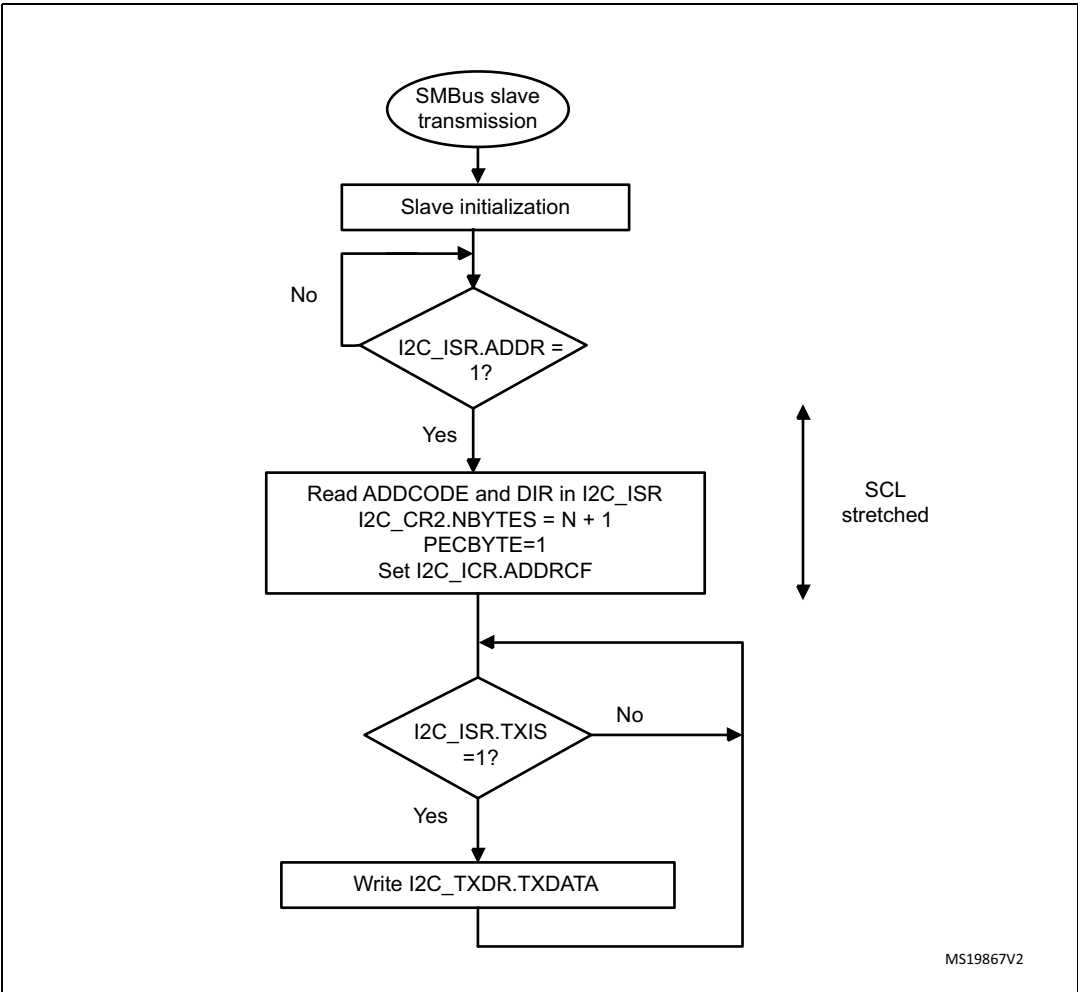 SMBus slave
transmission
Slave initialization
No
I2C_ISR.ADDR =
1?
Yes
Read ADDCODE and DIR in I2C_ISR
I2C_CR2.NBYTES = N + 1
PECBYTE=1
Set I2C_ICR.ADDRCF
SCL
stretched
I2C_ISR.TXIS
=1?
No
Yes
Write I2C_TXDR.TXDATA
MS19867V2